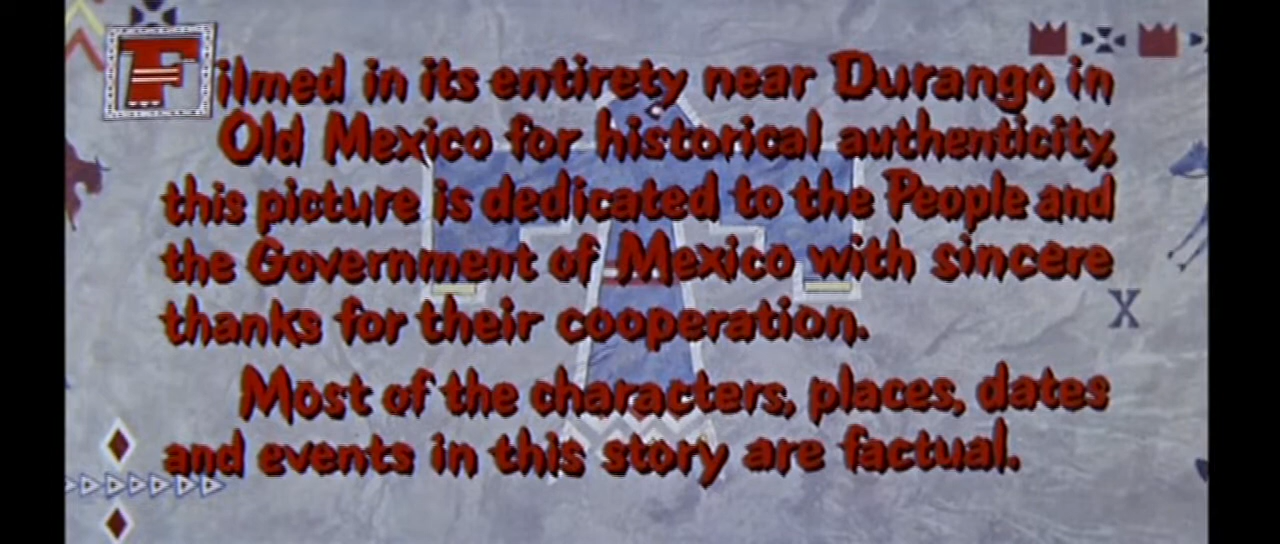 Filmed in its entirety near Durango in
Old Mexico for historical authenticity,
this picture is dedicated to the People and
the Government of Mexico with sincere
thanks for their cooperation.
Most of the characters, places, dates
and events in this story are factual.
X